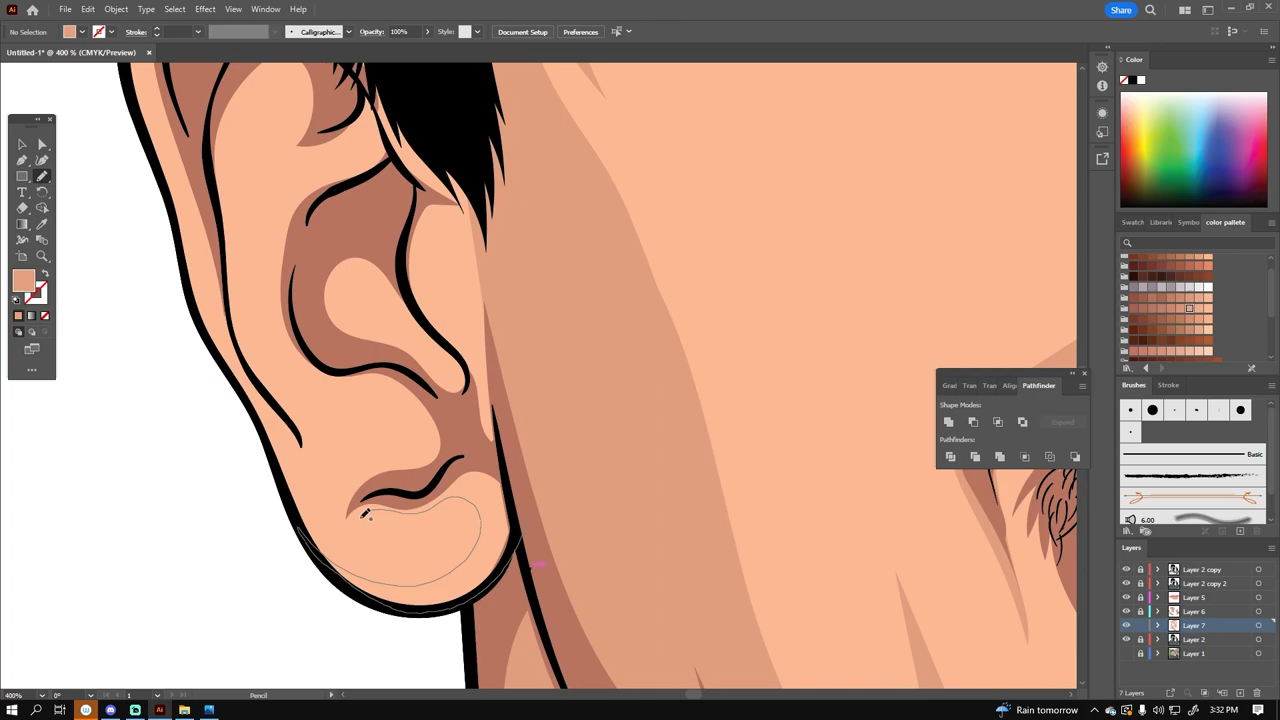 File Edit Object Type Select Effect View Window Help
Share
No Selection Stroke: Calligraphic... Opacity: 100% Style: Document Setup Preferences
Untitled-1* @ 400 % (CMYK/Preview) ×
Color
Swatch Librari Symbo color pallete
Grad Tran Tran Alig Pathfinder
Shape Modes:
Expand
Pathfinders:
Brushes Stroke
Basic
6.00
Layers
Layer 2 copy
Layer 2 copy 2
Layer 5
Layer 6
Layer 7
Layer 2
Layer 1
7 Layers
400% 0° 1 Pencil
Rain tomorrow 3:32 PM